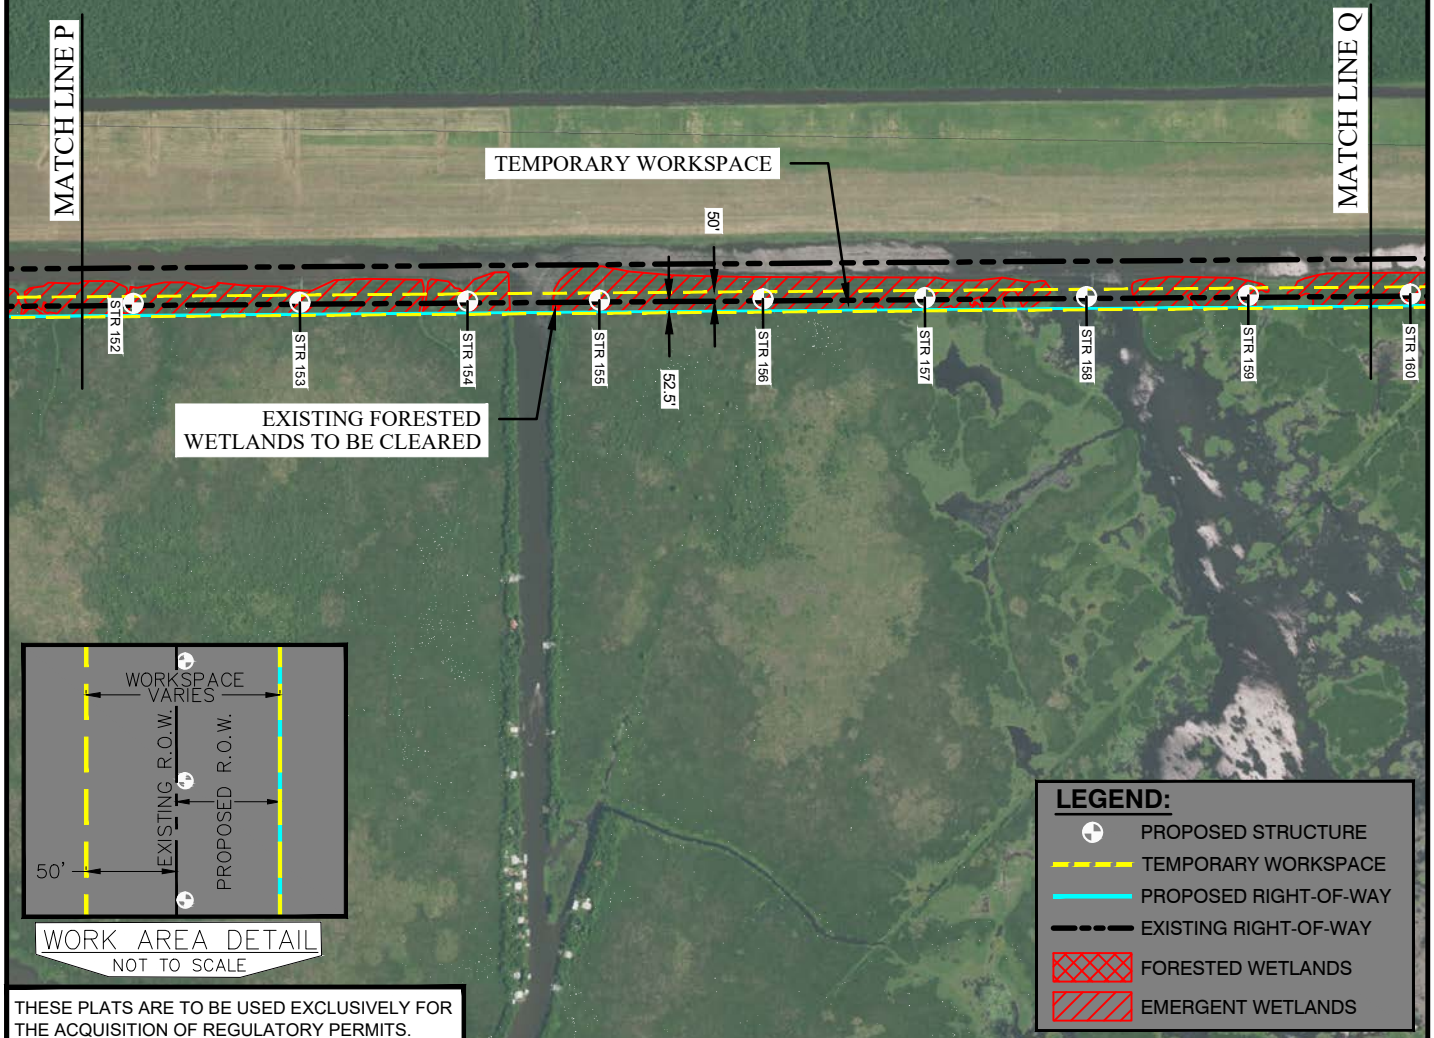 MATCH LINE P
MATCH LINE Q
TEMPORARY WORKSPACE
50'
STR 152
STR 153
STR 154
STR 155
STR 156
STR 157
STR 158
STR 159
STR 160
52.5'
EXISTING FORESTED
WETLANDS TO BE CLEARED
WORKSPACE
VARIES
EXISTING R.O.W.
PROPOSED R.O.W.
50'
WORK AREA DETAIL
NOT TO SCALE
THESE PLATS ARE TO BE USED EXCLUSIVELY FOR
THE ACQUISITION OF REGULATORY PERMITS.
LEGEND:
PROPOSED STRUCTURE
TEMPORARY WORKSPACE
PROPOSED RIGHT-OF-WAY
EXISTING RIGHT-OF-WAY
FORESTED WETLANDS
EMERGENT WETLANDS